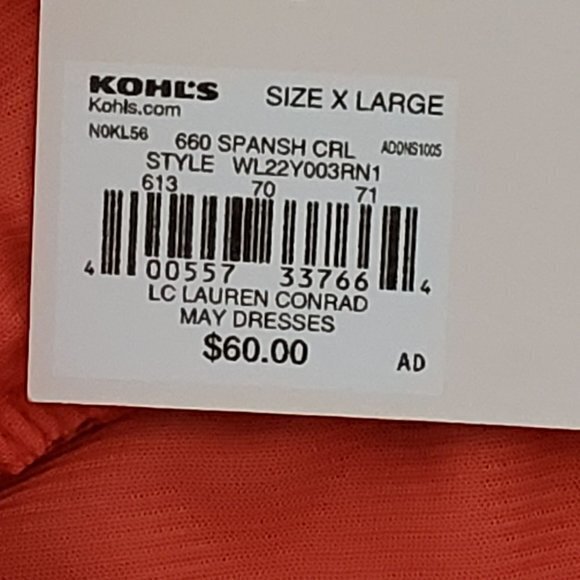 KOHL'S SIZE X LARGE
Kohls.com
N0KL56 660 SPANSH CRL ADDNS1005
STYLE WL22Y003RN1
613 70 71
4 00557 33766 4
LC LAUREN CONRAD
MAY DRESSES
$60.00 AD